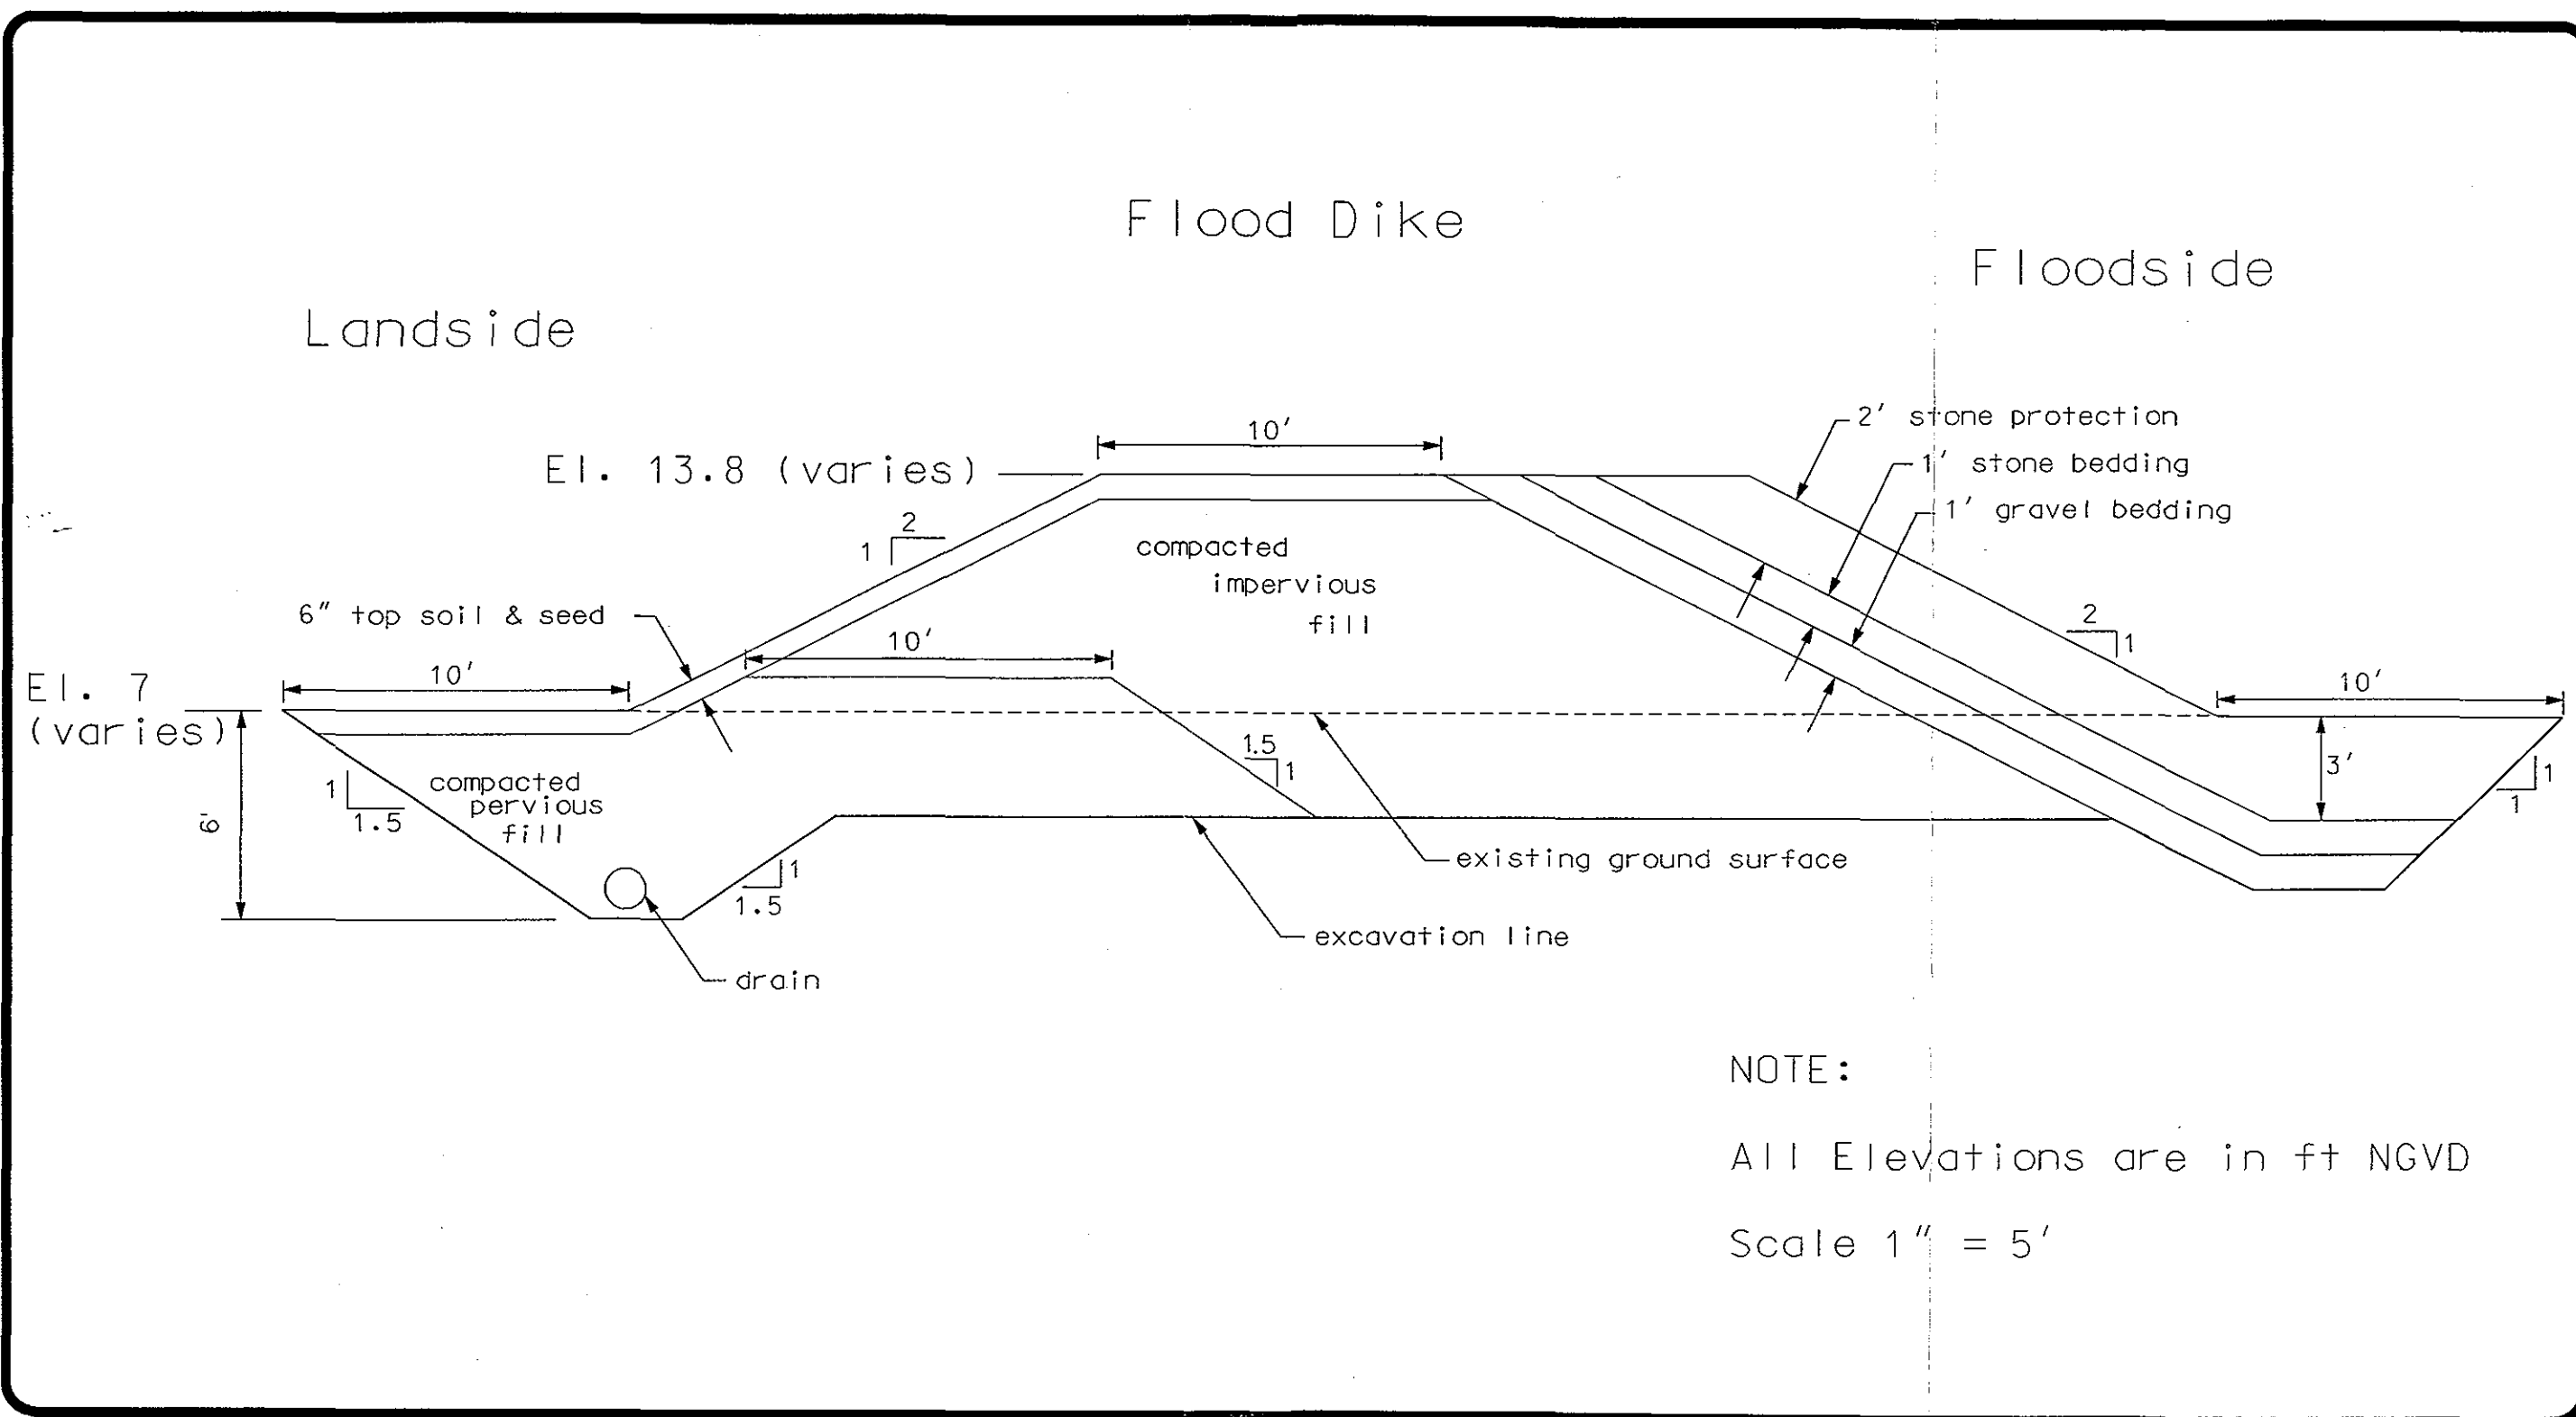 Flood Dike
Floodside
Landside
2' stone protection
10'
El. 13.8 (varies)
1' stone bedding
1' gravel bedding
2
1
compacted
impervious
fill
6" top soil & seed
2
1
10'
10'
El. 7
(varies)
10'
1.5
1
3'
1
1
compacted
pervious
fill
1
1.5
6'
1
1.5
existing ground surface
excavation line
drain
NOTE:
All Elevations are in ft NGVD
Scale 1" = 5'